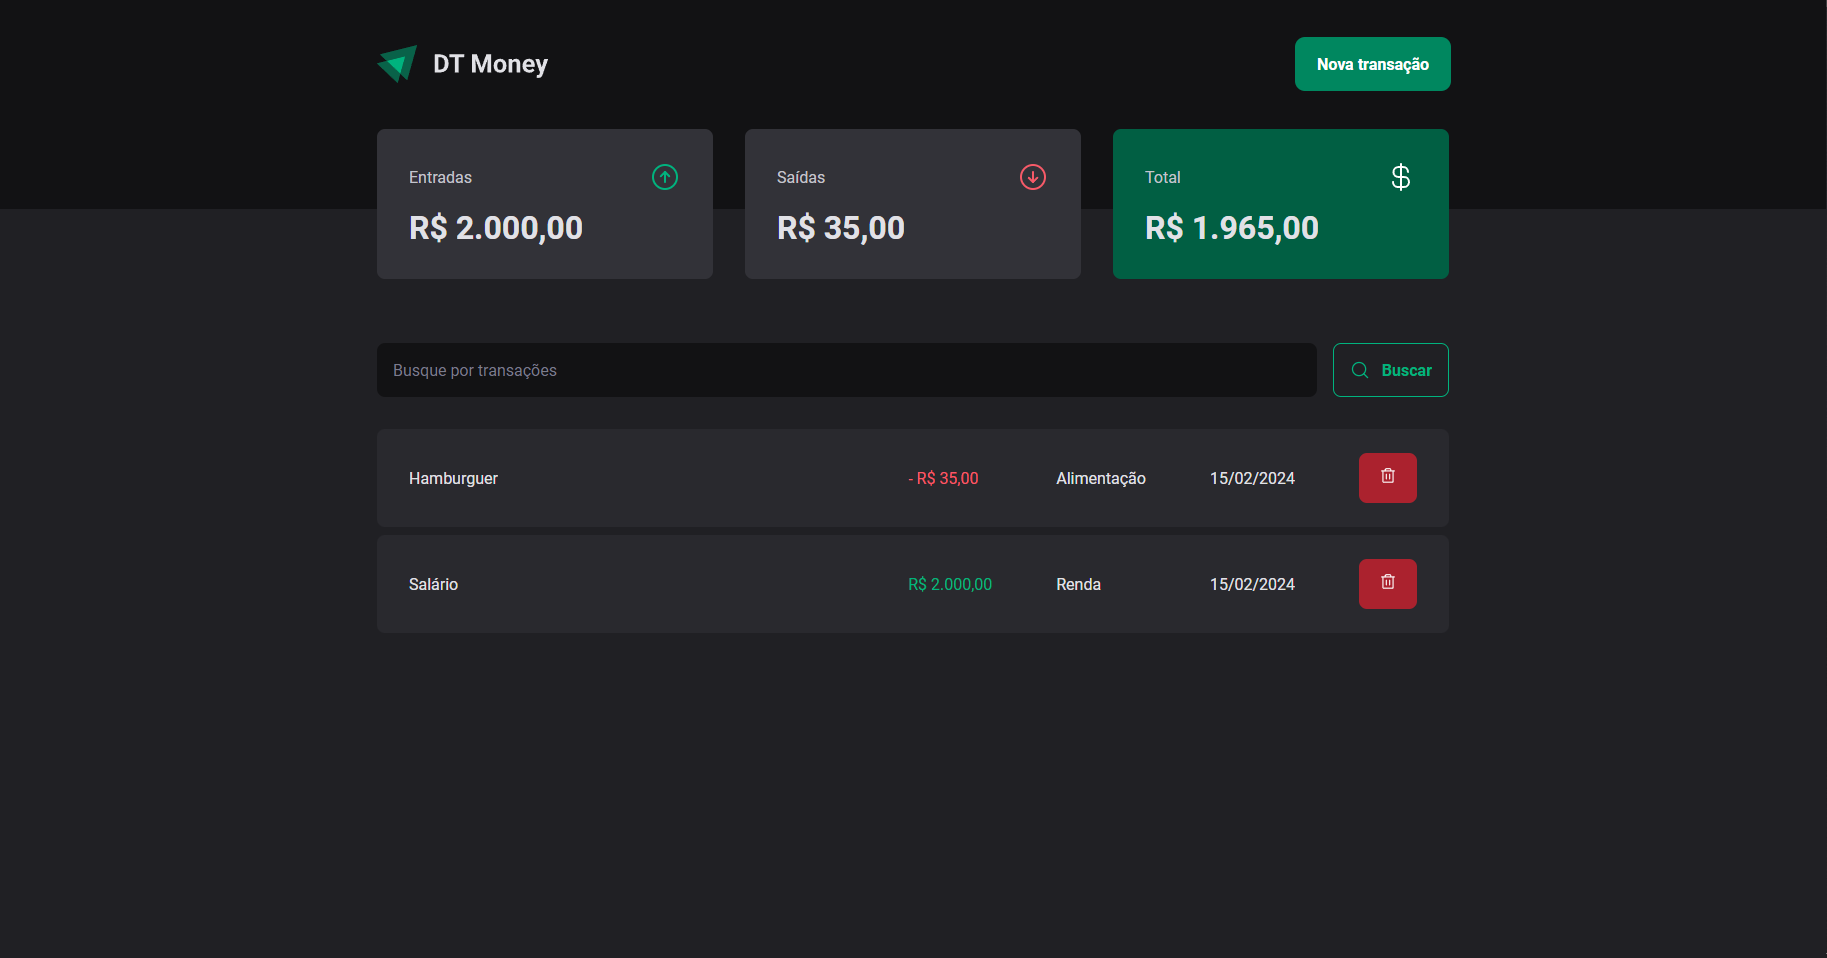 DT Money
Nova transação
Entradas
R$ 2.000,00
Saídas
R$ 35,00
Total
$
R$ 1.965,00
Busque por transações
Buscar
Hamburguer - R$ 35,00 Alimentação 15/02/2024
Salário R$ 2.000,00 Renda 15/02/2024